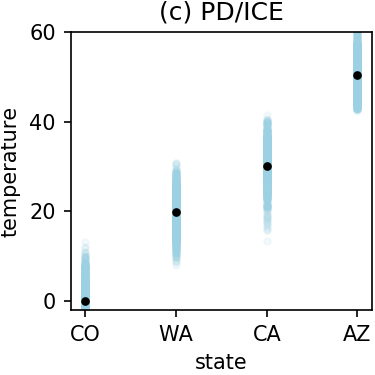 (c) PD/ICE
60
40
20
0
temperature
CO WA CA AZ
state